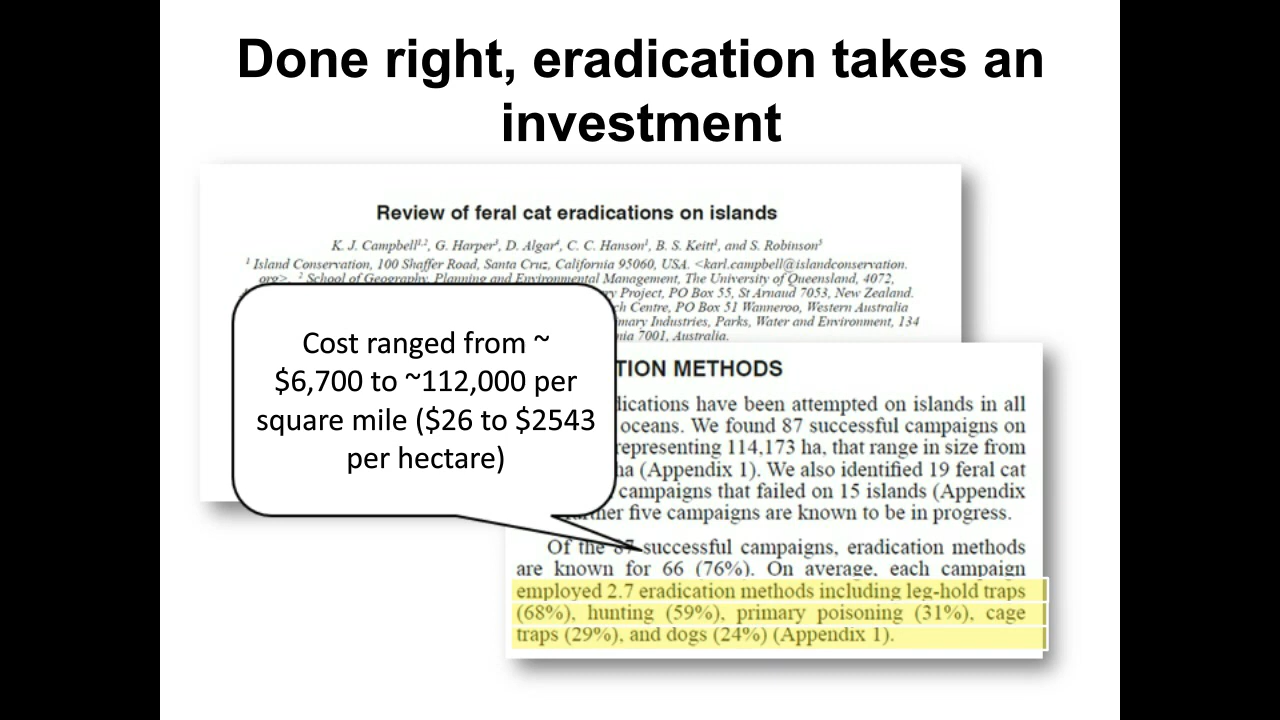 Done right, eradication takes an
investment
Review of feral cat eradications on islands
K. J. Campbell1,2, G. Harper3, D. Algar4, C. C. Hanson1, B. S. Keitt1, and S. Robinson5
1 Island Conservation, 100 Shaffer Road, Santa Cruz, California 95060, USA. <karl.campbell@islandconservation.
org>. 2 School of Geography, Planning and Environmental Management, The University of Queensland, 4072,
Project, PO Box 55, St Arnaud 7053, New Zealand.
Centre, PO Box 51 Wanneroo, Western Australia
Industries, Parks, Water and Environment, 134
7001, Australia.
Cost ranged from ~
$6,700 to ~112,000 per
square mile ($26 to $2543
per hectare)
TION METHODS
dications have been attempted on islands in all
oceans. We found 87 successful campaigns on
representing 114,173 ha, that range in size from
ha (Appendix 1). We also identified 19 feral cat
campaigns that failed on 15 islands (Appendix
ther five campaigns are known to be in progress.
Of the 87 successful campaigns, eradication methods
are known for 66 (76%). On average, each campaign
employed 2.7 eradication methods including leg-hold traps
(68%), hunting (59%), primary poisoning (31%), cage
traps (29%), and dogs (24%) (Appendix 1).